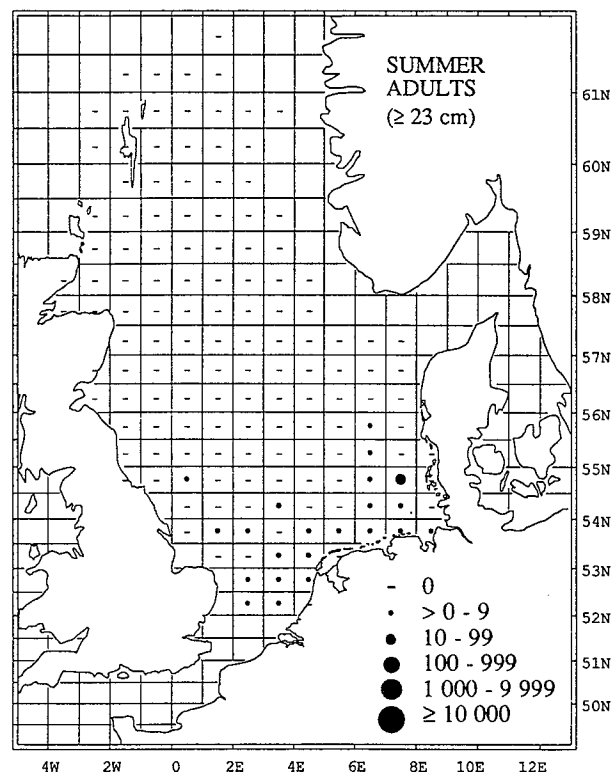 SUMMER
ADULTS
(≥ 23 cm)
61N
60N
59N
58N
57N
56N
55N
54N
53N
52N
51N
50N
- 0
> 0 - 9
10 - 99
100 - 999
1 000 - 9 999
≥ 10 000
4W 2W 0 2E 4E 6E 8E 10E 12E